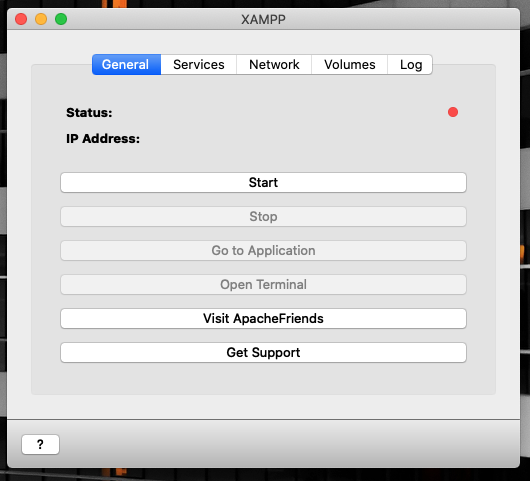 XAMPP
General Services Network Volumes Log
Status:
IP Address:
Start
Stop
Go to Application
Open Terminal
Visit ApacheFriends
Get Support
?